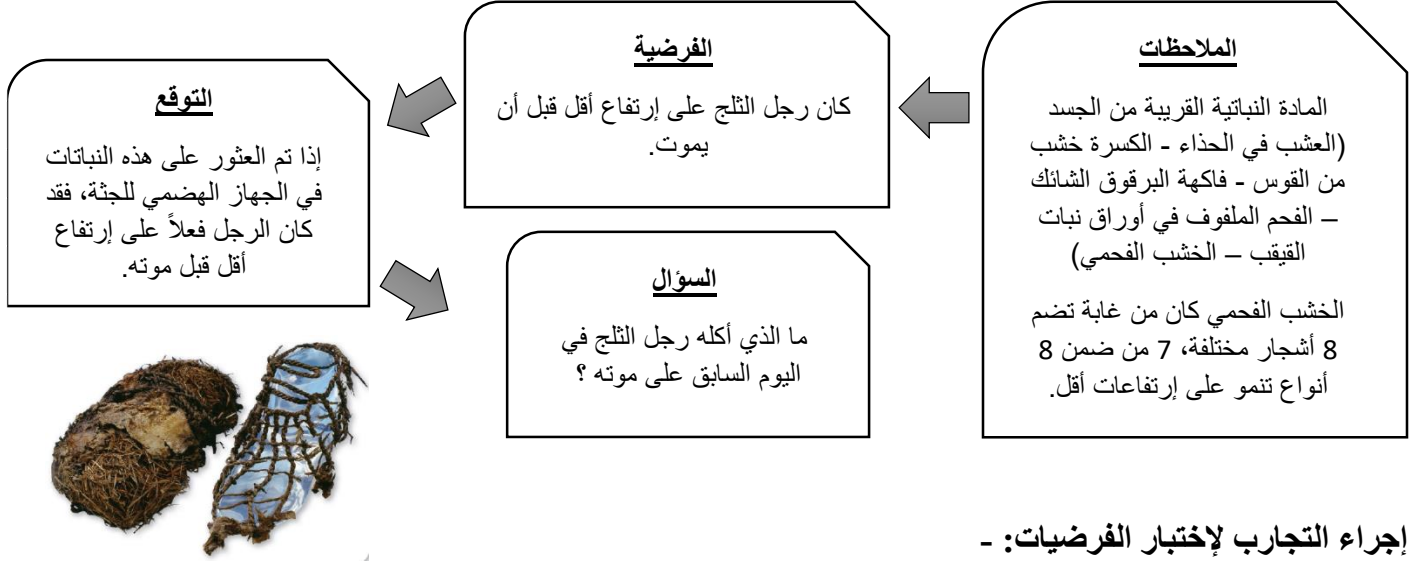 الملاحظات
المادة النباتية القريبة من الجسد
(العشب في الحذاء - الكسرة خشب
من القوس - فاكهة البرقوق الشائك
– الفحم الملفوف في أوراق نبات
القيقب – الخشب الفحمي)
الخشب الفحمي كان من غابة تضم
8 أشجار مختلفة، 7 من ضمن 8
أنواع تنمو على إرتفاعات أقل.
الفرضية
كان رجل الثلج على إرتفاع أقل قبل أن
يموت.
التوقع
إذا تم العثور على هذه النباتات
في الجهاز الهضمي للجثة، فقد
كان الرجل فعلاً على إرتفاع
أقل قبل موته.
السؤال
ما الذي أكله رجل الثلج في
اليوم السابق على موته ؟
إجراء التجارب لإختبار الفرضيات: -